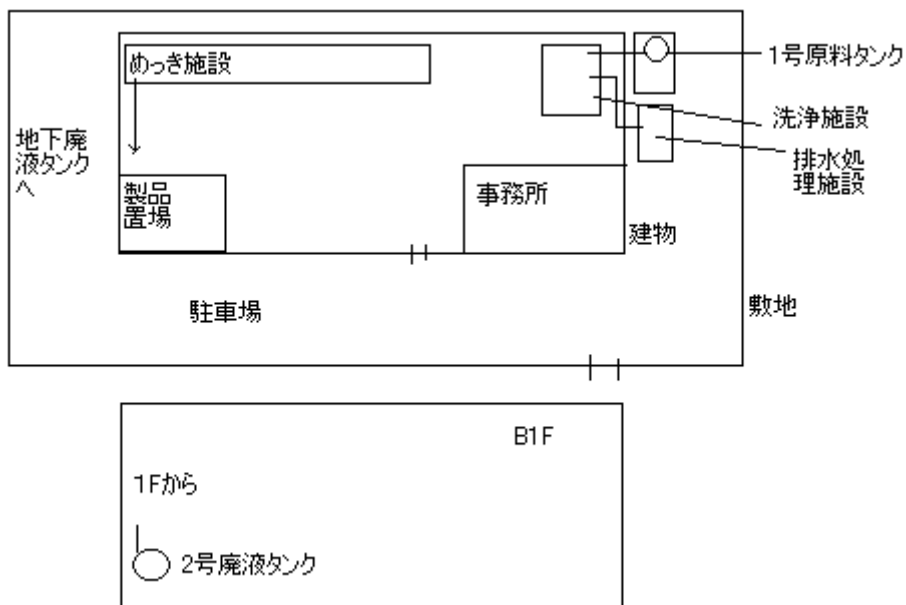 めっき施設
1号原料タンク
洗浄施設
排水処
理施設
地下廃
液タンク
へ
製品
置場
事務所
建物
駐車場
敷地
B1F
1Fから
2号廃液タンク